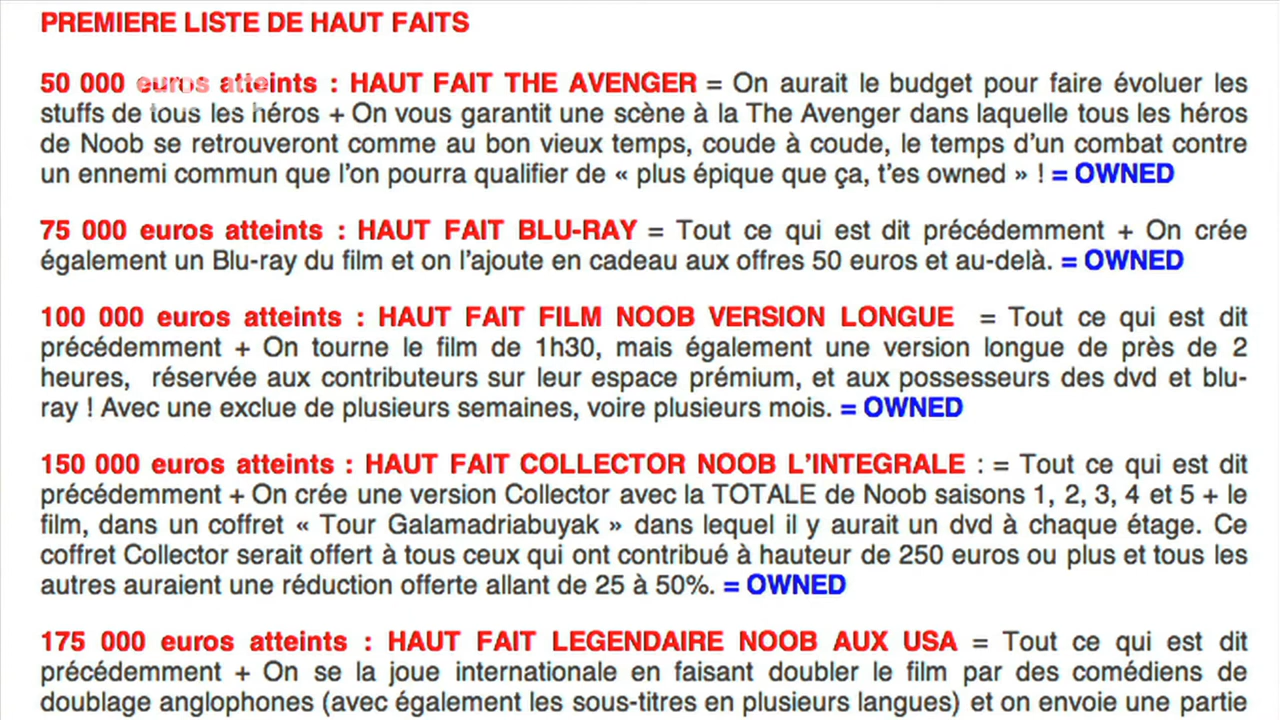 PREMIERE LISTE DE HAUT FAITS
50 000 euros atteints : HAUT FAIT THE AVENGER = On aurait le budget pour faire évoluer les
stuffs de tous les héros + On vous garantit une scène à la The Avenger dans laquelle tous les héros
de Noob se retrouveront comme au bon vieux temps, coude à coude, le temps d'un combat contre
un ennemi commun que l'on pourra qualifier de « plus épique que ça, t'es owned » ! = OWNED
75 000 euros atteints : HAUT FAIT BLU-RAY = Tout ce qui est dit précédemment + On crée
également un Blu-ray du film et on l'ajoute en cadeau aux offres 50 euros et au-delà. = OWNED
100 000 euros atteints : HAUT FAIT FILM NOOB VERSION LONGUE = Tout ce qui est dit
précédemment + On tourne le film de 1h30, mais également une version longue de près de 2
heures, réservée aux contributeurs sur leur espace prémium, et aux possesseurs des dvd et blu-
ray ! Avec une exclue de plusieurs semaines, voire plusieurs mois. = OWNED
150 000 euros atteints : HAUT FAIT COLLECTOR NOOB L'INTEGRALE : = Tout ce qui est dit
précédemment + On crée une version Collector avec la TOTALE de Noob saisons 1, 2, 3, 4 et 5 + le
film, dans un coffret « Tour Galamadriabuyak » dans lequel il y aurait un dvd à chaque étage. Ce
coffret Collector serait offert à tous ceux qui ont contribué à hauteur de 250 euros ou plus et tous les
autres auraient une réduction offerte allant de 25 à 50%. = OWNED
175 000 euros atteints : HAUT FAIT LEGENDAIRE NOOB AUX USA = Tout ce qui est dit
précédemment + On se la joue internationale en faisant doubler le film par des comédiens de
doublage anglophones (avec également les sous-titres en plusieurs langues) et on envoie une partie